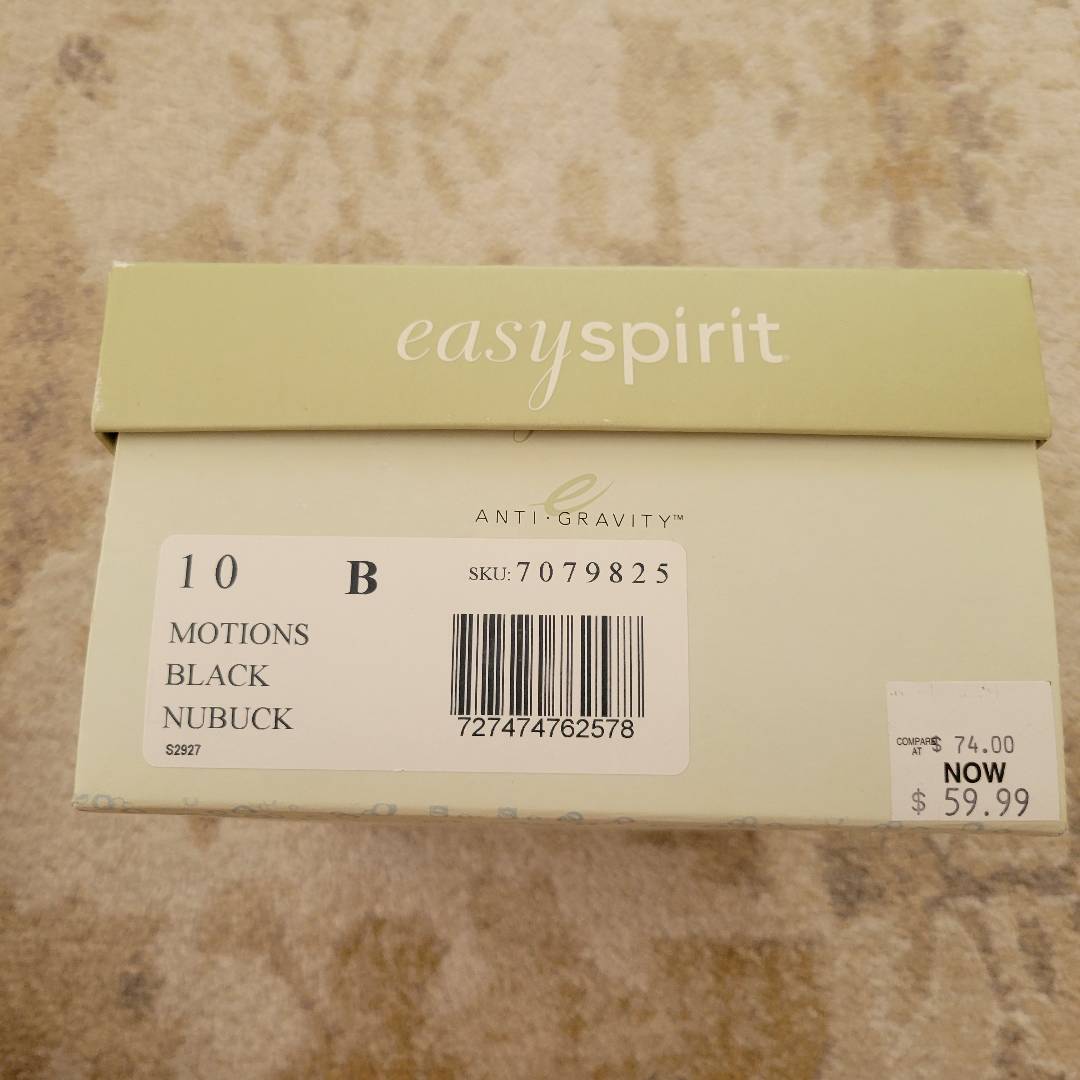 easyspirit
ANTI·GRAVITY™
10 B SKU: 7079825
MOTIONS
BLACK
NUBUCK
S2927
727474762578
COMPARE AT $ 74.00
NOW
$ 59.99